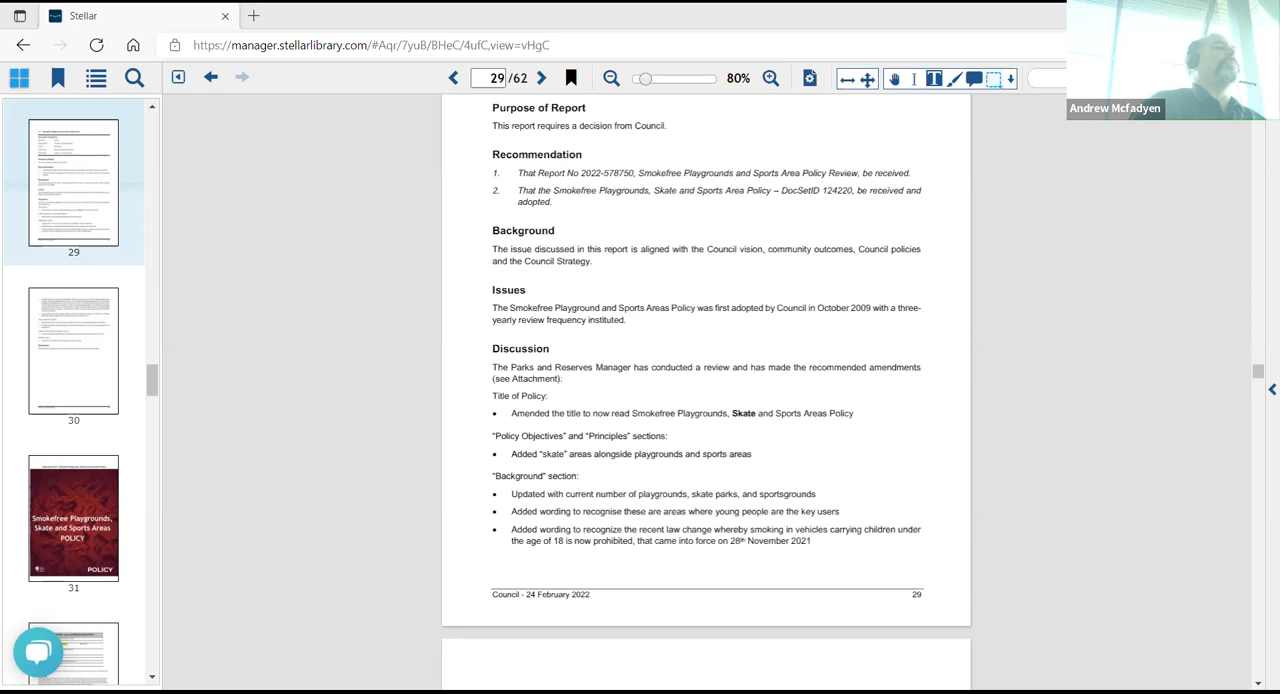 Stellar
https://manager.stellarlibrary.com/#Aqr/7yuB/BHeC/4ufC,view=vHgC
29 /62
80%
Andrew Mcfadyen
29
30
Smokefree Playgrounds,
Skate and Sports Areas
POLICY
POLICY
31
Purpose of Report
This report requires a decision from Council.
Recommendation
1. That Report No 2022-578750, Smokefree Playgrounds and Sports Area Policy Review, be received.
2. That the Smokefree Playgrounds, Skate and Sports Area Policy – DocSetID 124220, be received and
adopted.
Background
The issue discussed in this report is aligned with the Council vision, community outcomes, Council policies
and the Council Strategy.
Issues
The Smokefree Playground and Sports Areas Policy was first adopted by Council in October 2009 with a three-
yearly review frequency instituted.
Discussion
The Parks and Reserves Manager has conducted a review and has made the recommended amendments
(see Attachment):
Title of Policy:
• Amended the title to now read Smokefree Playgrounds, Skate and Sports Areas Policy
"Policy Objectives" and "Principles" sections:
• Added "skate" areas alongside playgrounds and sports areas
"Background" section:
• Updated with current number of playgrounds, skate parks, and sportsgrounds
• Added wording to recognise these are areas where young people are the key users
• Added wording to recognize the recent law change whereby smoking in vehicles carrying children under
the age of 18 is now prohibited, that came into force on 28th November 2021
Council - 24 February 2022 29